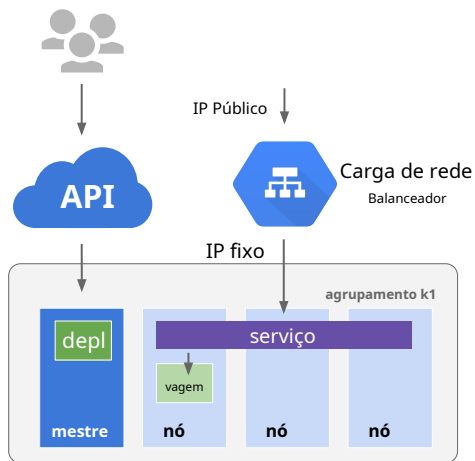 IP Público
API
Carga de rede
Balanceador
IP fixo
agrupamento k1
depl
serviço
vagem
mestre
nó
nó
nó